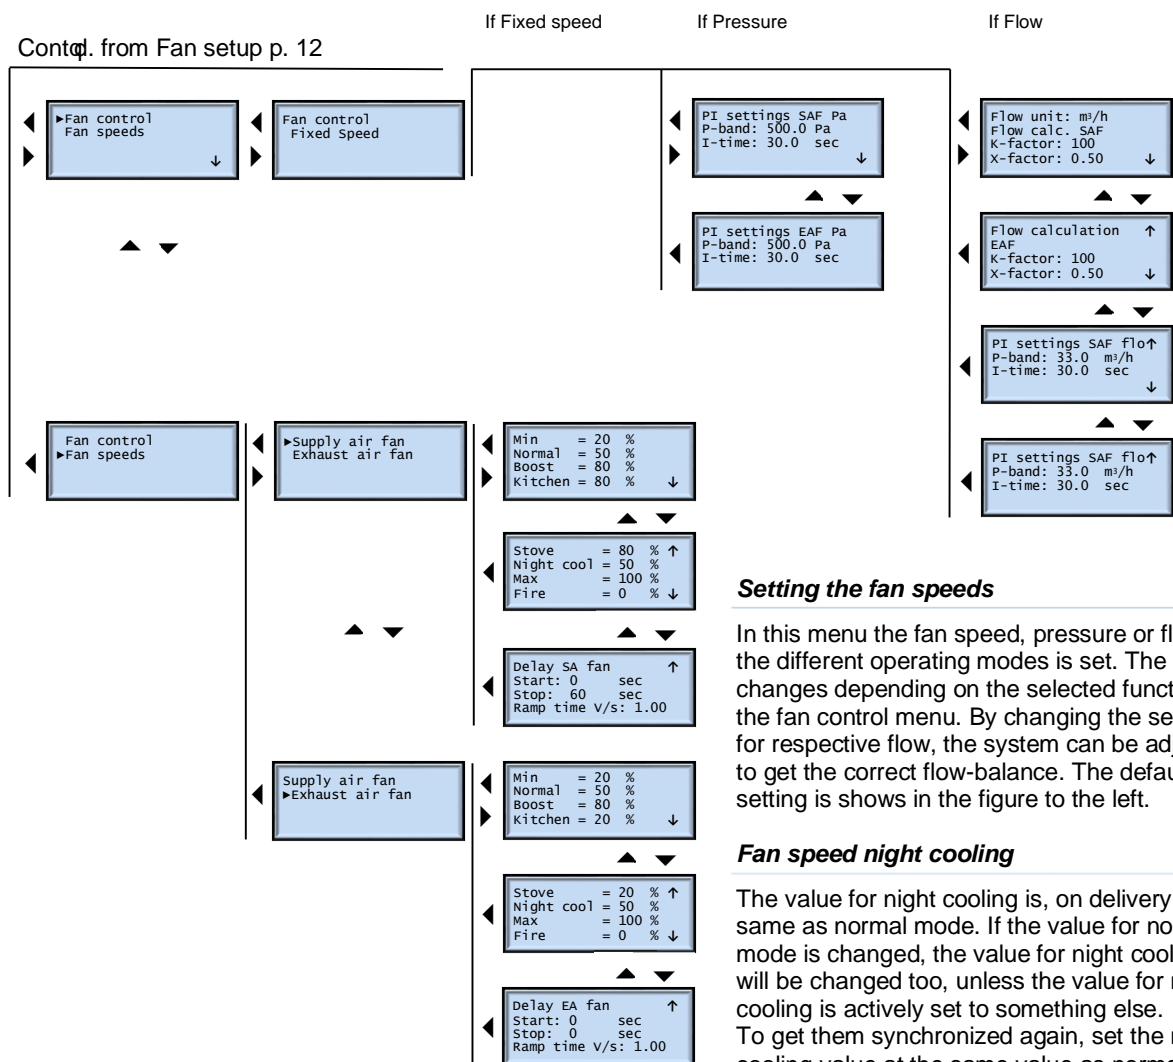 If Fixed speed
If Pressure
If Flow
Contd. from Fan setup p. 12
►Fan control
Fan speeds
↓
Fan control
Fixed Speed
PI settings SAF Pa
P-band: 500.0 Pa
I-time: 30.0 sec
↓
PI settings EAF Pa
P-band: 500.0 Pa
I-time: 30.0 sec
Flow unit: m³/h
Flow calc. SAF
K-factor: 100
X-factor: 0.50 ↓
Flow calculation ↑
EAF
K-factor: 100
X-factor: 0.50 ↓
PI settings SAF flo↑
P-band: 33.0 m³/h
I-time: 30.0 sec
↓
PI settings SAF flo↑
P-band: 33.0 m³/h
I-time: 30.0 sec
Fan control
►Fan speeds
►Supply air fan
Exhaust air fan
Min = 20 %
Normal = 50 %
Boost = 80 %
Kitchen = 80 % ↓
Stove = 80 % ↑
Night cool = 50 %
Max = 100 %
Fire = 0 % ↓
Delay SA fan ↑
Start: 0 sec
Stop: 60 sec
Ramp time V/s: 1.00
Supply air fan
►Exhaust air fan
Min = 20 %
Normal = 50 %
Boost = 80 %
Kitchen = 20 % ↓
Stove = 20 % ↑
Night cool = 50 %
Max = 100 %
Fire = 0 % ↓
Delay EA fan ↑
Start: 0 sec
Stop: 0 sec
Ramp time V/s: 1.00
Setting the fan speeds
In this menu the fan speed, pressure or fl
the different operating modes is set. The
changes depending on the selected funct
the fan control menu. By changing the se
for respective flow, the system can be adj
to get the correct flow-balance. The defau
setting is shows in the figure to the left.
Fan speed night cooling
The value for night cooling is, on delivery
same as normal mode. If the value for no
mode is changed, the value for night cool
will be changed too, unless the value for
cooling is actively set to something else.
To get them synchronized again, set the
cooling value at the same value as norma